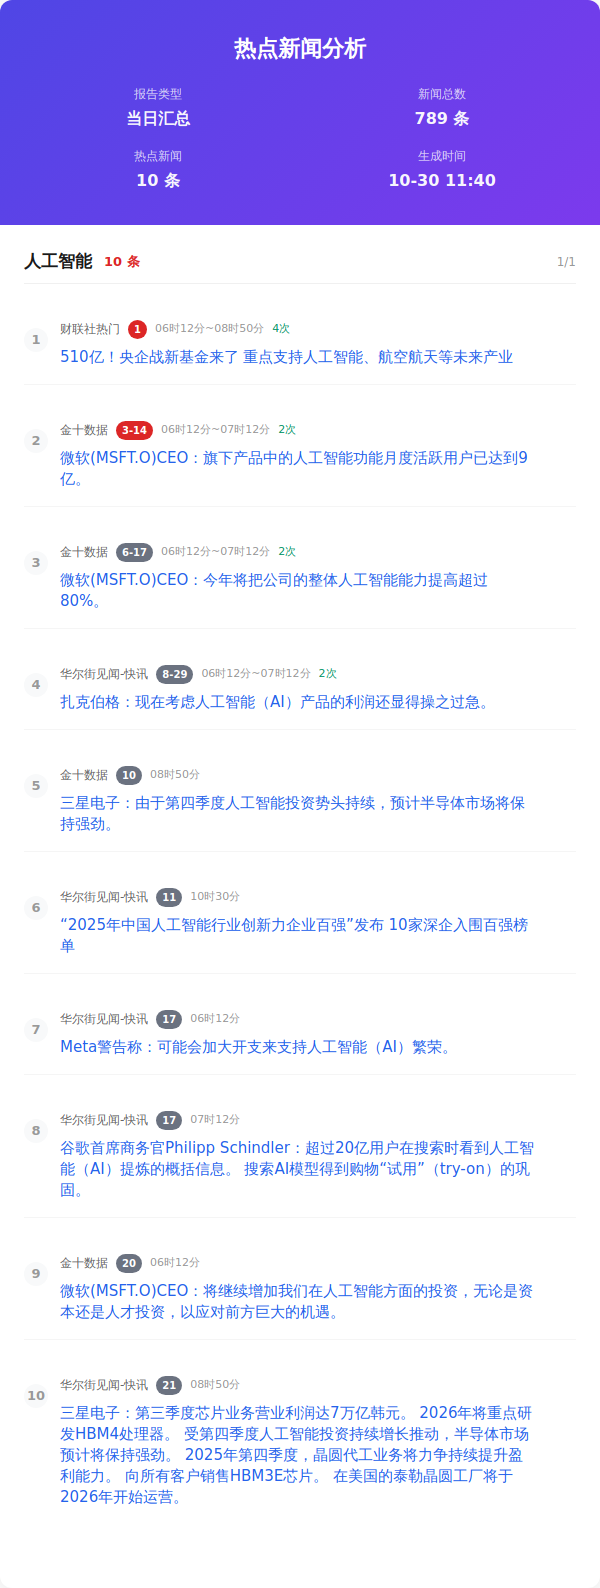 热点新闻分析
报告类型
当日汇总
新闻总数
789 条
热点新闻
10 条
生成时间
10-30 11:40
人工智能 10 条 1/1
1
财联社热门 1 06时12分~08时50分 4次
510亿！央企战新基金来了 重点支持人工智能、航空航天等未来产业
2
金十数据 3-14 06时12分~07时12分 2次
微软(MSFT.O)CEO：旗下产品中的人工智能功能月度活跃用户已达到9
亿。
3
金十数据 6-17 06时12分~07时12分 2次
微软(MSFT.O)CEO：今年将把公司的整体人工智能能力提高超过
80%。
4
华尔街见闻-快讯 8-29 06时12分~07时12分 2次
扎克伯格：现在考虑人工智能（AI）产品的利润还显得操之过急。
5
金十数据 10 08时50分
三星电子：由于第四季度人工智能投资势头持续，预计半导体市场将保
持强劲。
6
华尔街见闻-快讯 11 10时30分
“2025年中国人工智能行业创新力企业百强”发布 10家深企入围百强榜
单
7
华尔街见闻-快讯 17 06时12分
Meta警告称：可能会加大开支来支持人工智能（AI）繁荣。
8
华尔街见闻-快讯 17 07时12分
谷歌首席商务官Philipp Schindler：超过20亿用户在搜索时看到人工智
能（AI）提炼的概括信息。 搜索AI模型得到购物“试用”（try-on）的巩
固。
9
金十数据 20 06时12分
微软(MSFT.O)CEO：将继续增加我们在人工智能方面的投资，无论是资
本还是人才投资，以应对前方巨大的机遇。
10
华尔街见闻-快讯 21 08时50分
三星电子：第三季度芯片业务营业利润达7万亿韩元。 2026年将重点研
发HBM4处理器。 受第四季度人工智能投资持续增长推动，半导体市场
预计将保持强劲。 2025年第四季度，晶圆代工业务将力争持续提升盈
利能力。 向所有客户销售HBM3E芯片。 在美国的泰勒晶圆工厂将于
2026年开始运营。